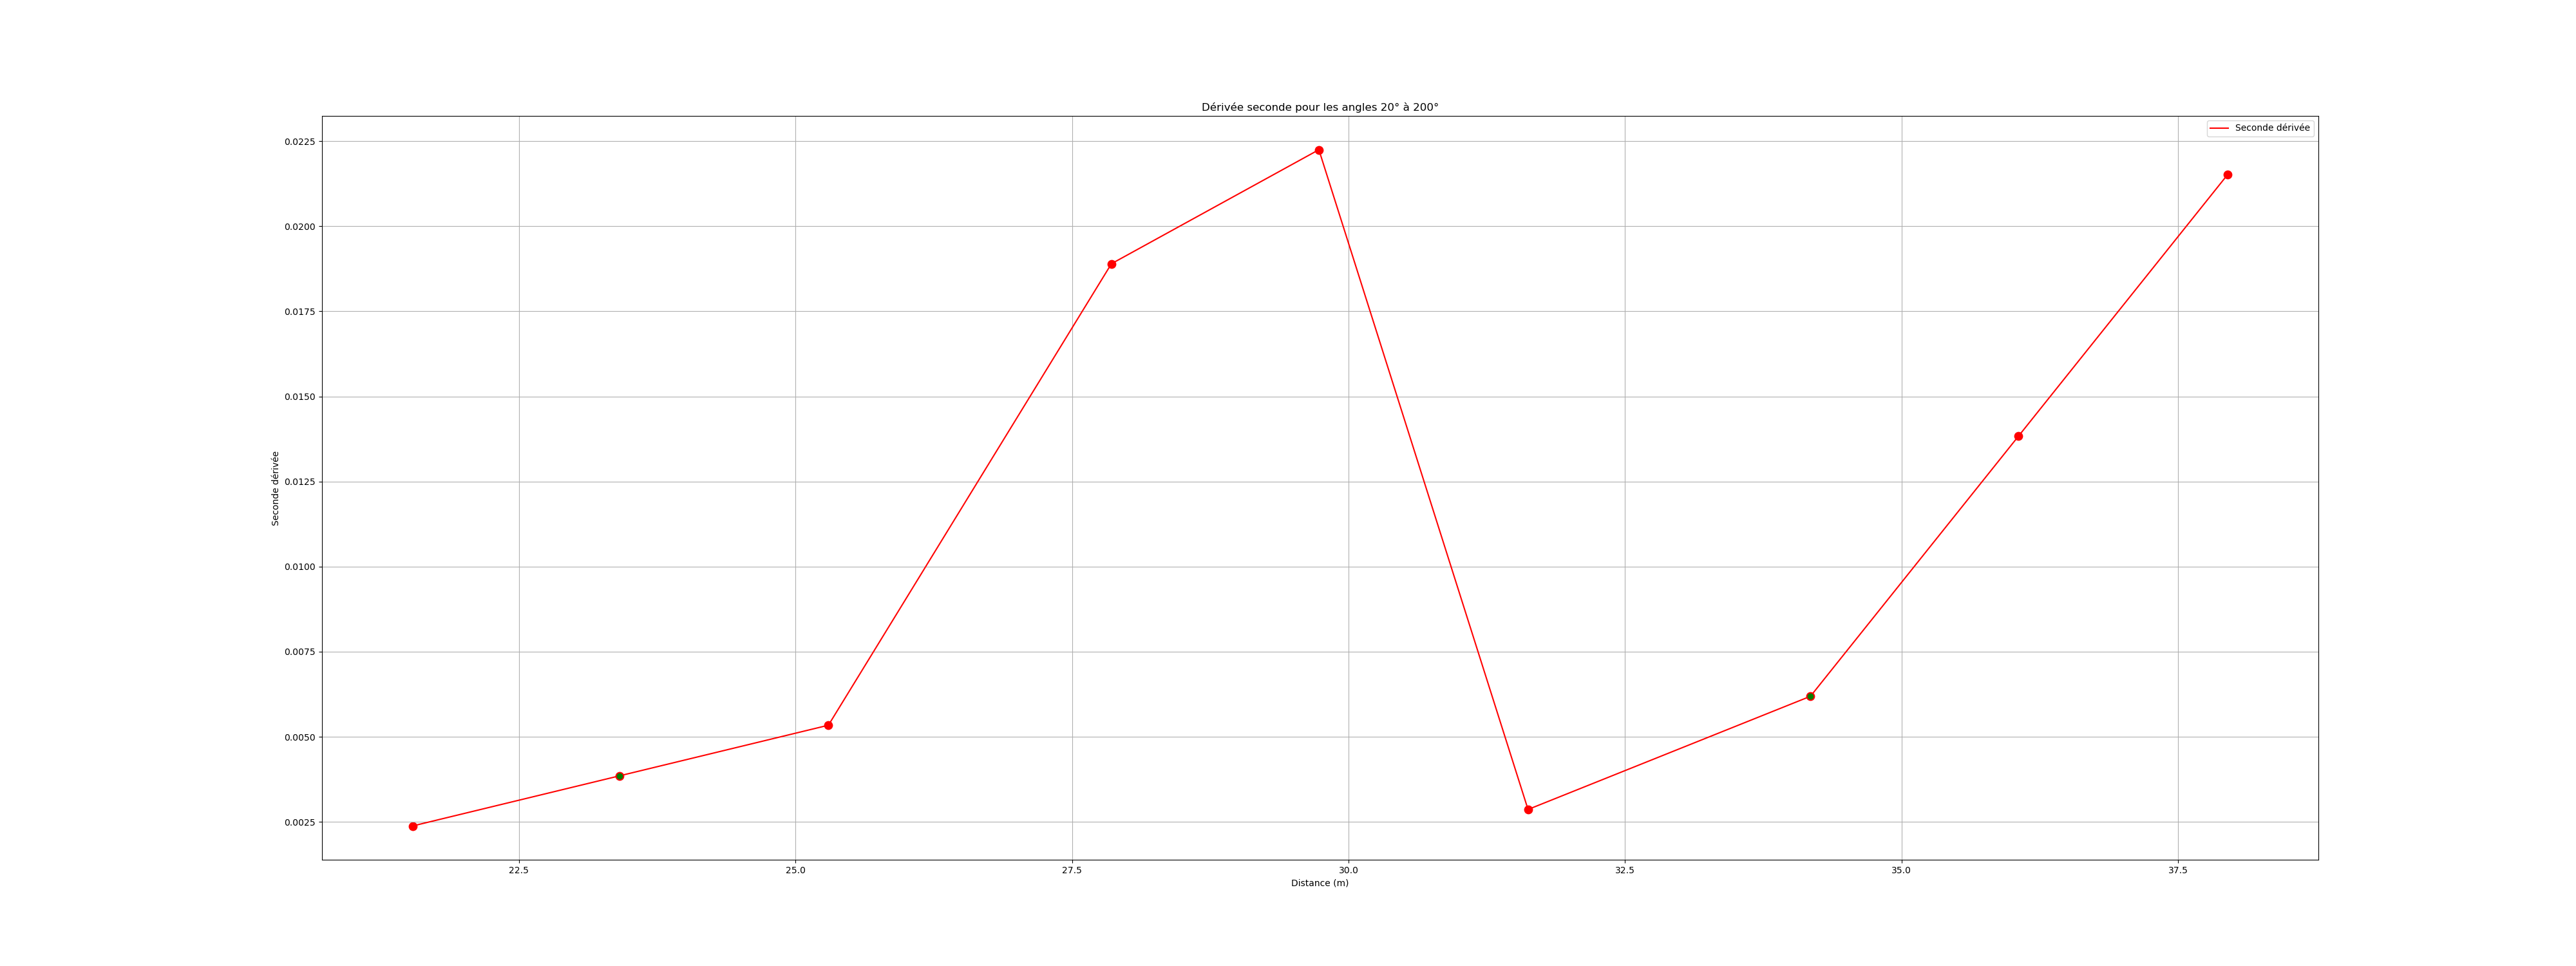 Dérivée seconde pour les angles 20° à 200°
Seconde dérivée
0.0225
0.0200
0.0175
0.0150
0.0125
0.0100
0.0075
0.0050
0.0025
Seconde dérivée
22.5 25.0 27.5 30.0 32.5 35.0 37.5
Distance (m)